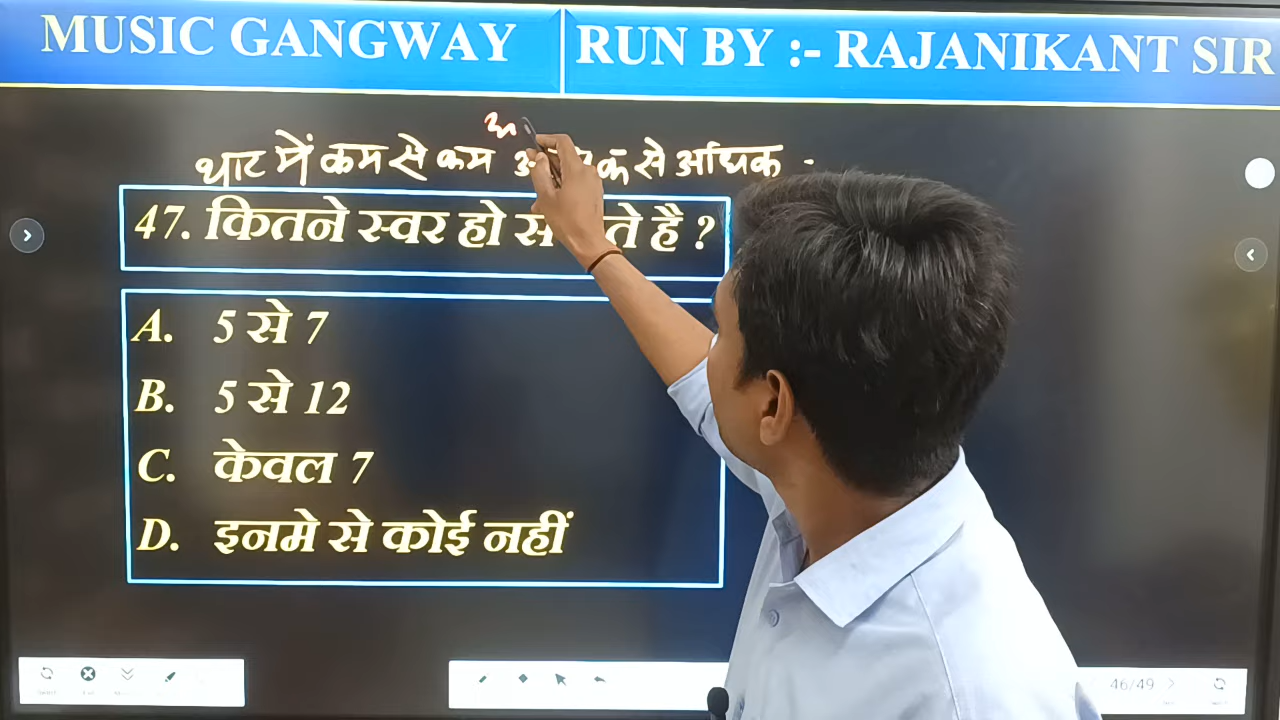 MUSIC GANGWAY RUN BY :- RAJANIKANT SIR
थाट में कम से कम से अधिक -
47. कितने स्वर हो है ?
A. 5 से 7
B. 5 से 12
C. केवल 7
D. इनमे से कोई नहीं
46/49